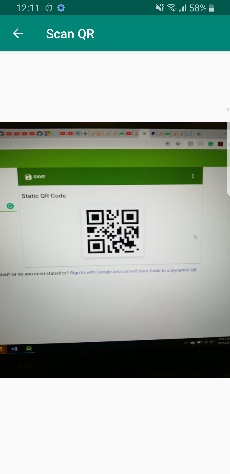 12:11
58%
Scan QR
SAVE
Static QR Code
Sign in with Google and convert your Code to a Dynamic QR